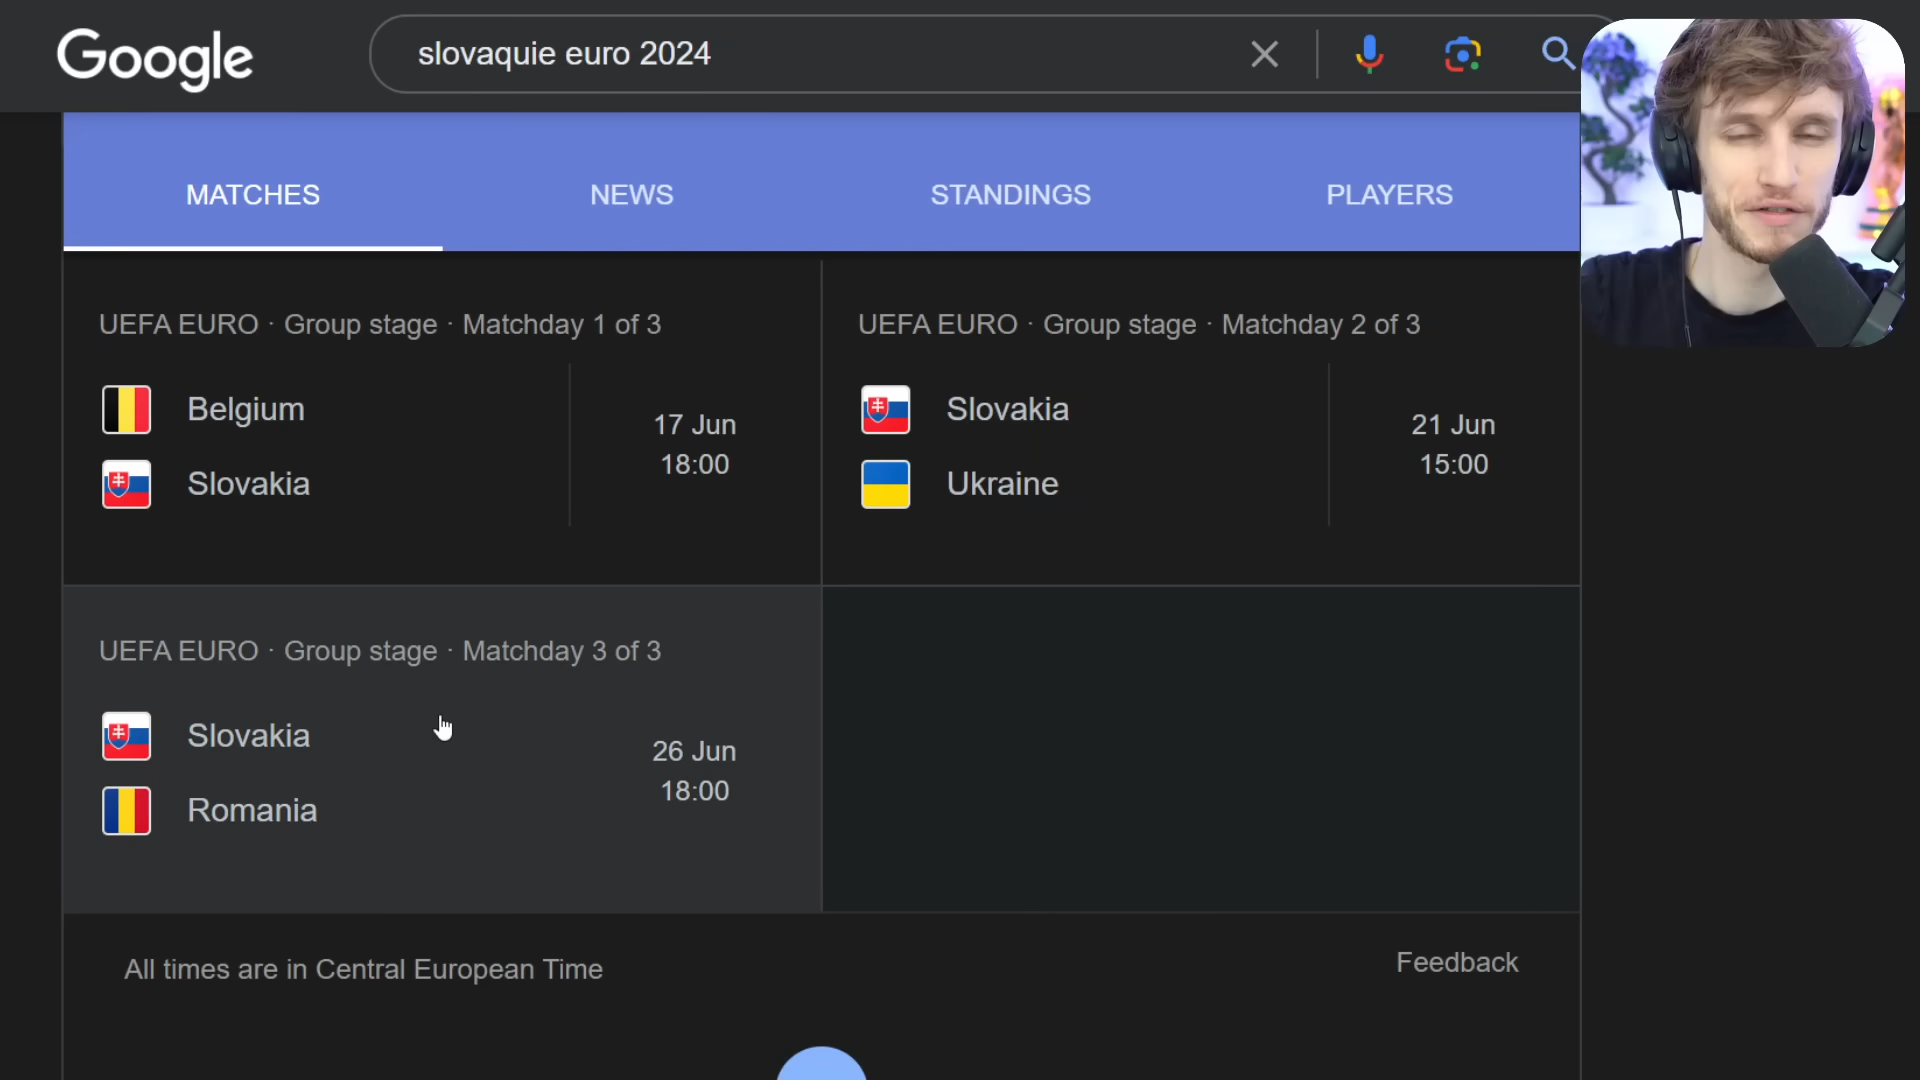 Google
slovaquie euro 2024
MATCHES
NEWS
STANDINGS
PLAYERS
UEFA EURO · Group stage · Matchday 1 of 3
Belgium
Slovakia
17 Jun
18:00
UEFA EURO · Group stage · Matchday 2 of 3
Slovakia
Ukraine
21 Jun
15:00
UEFA EURO · Group stage · Matchday 3 of 3
Slovakia
Romania
26 Jun
18:00
All times are in Central European Time
Feedback